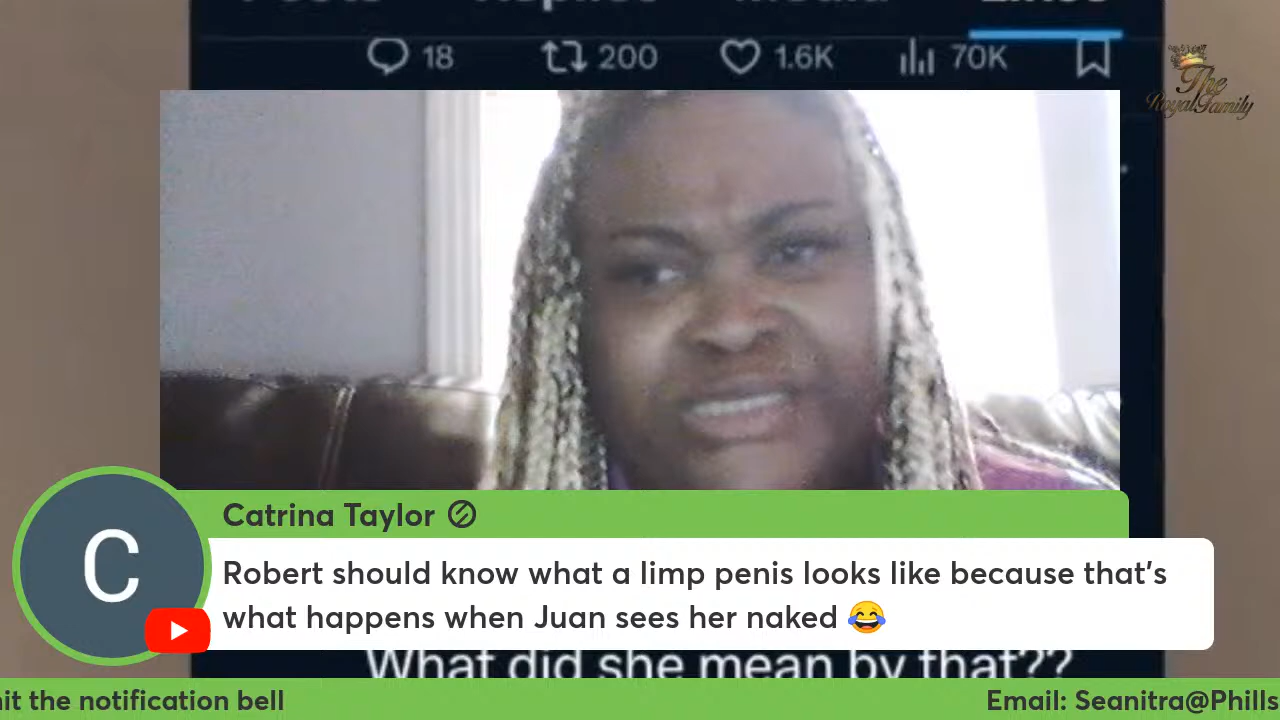 18 200 1.6K 70K
The
Royal Family
Catrina Taylor
Robert should know what a limp penis looks like because that's
what happens when Juan sees her naked 😂
C
What did she mean by that??
hit the notification bell Email: Seanitra@Phills